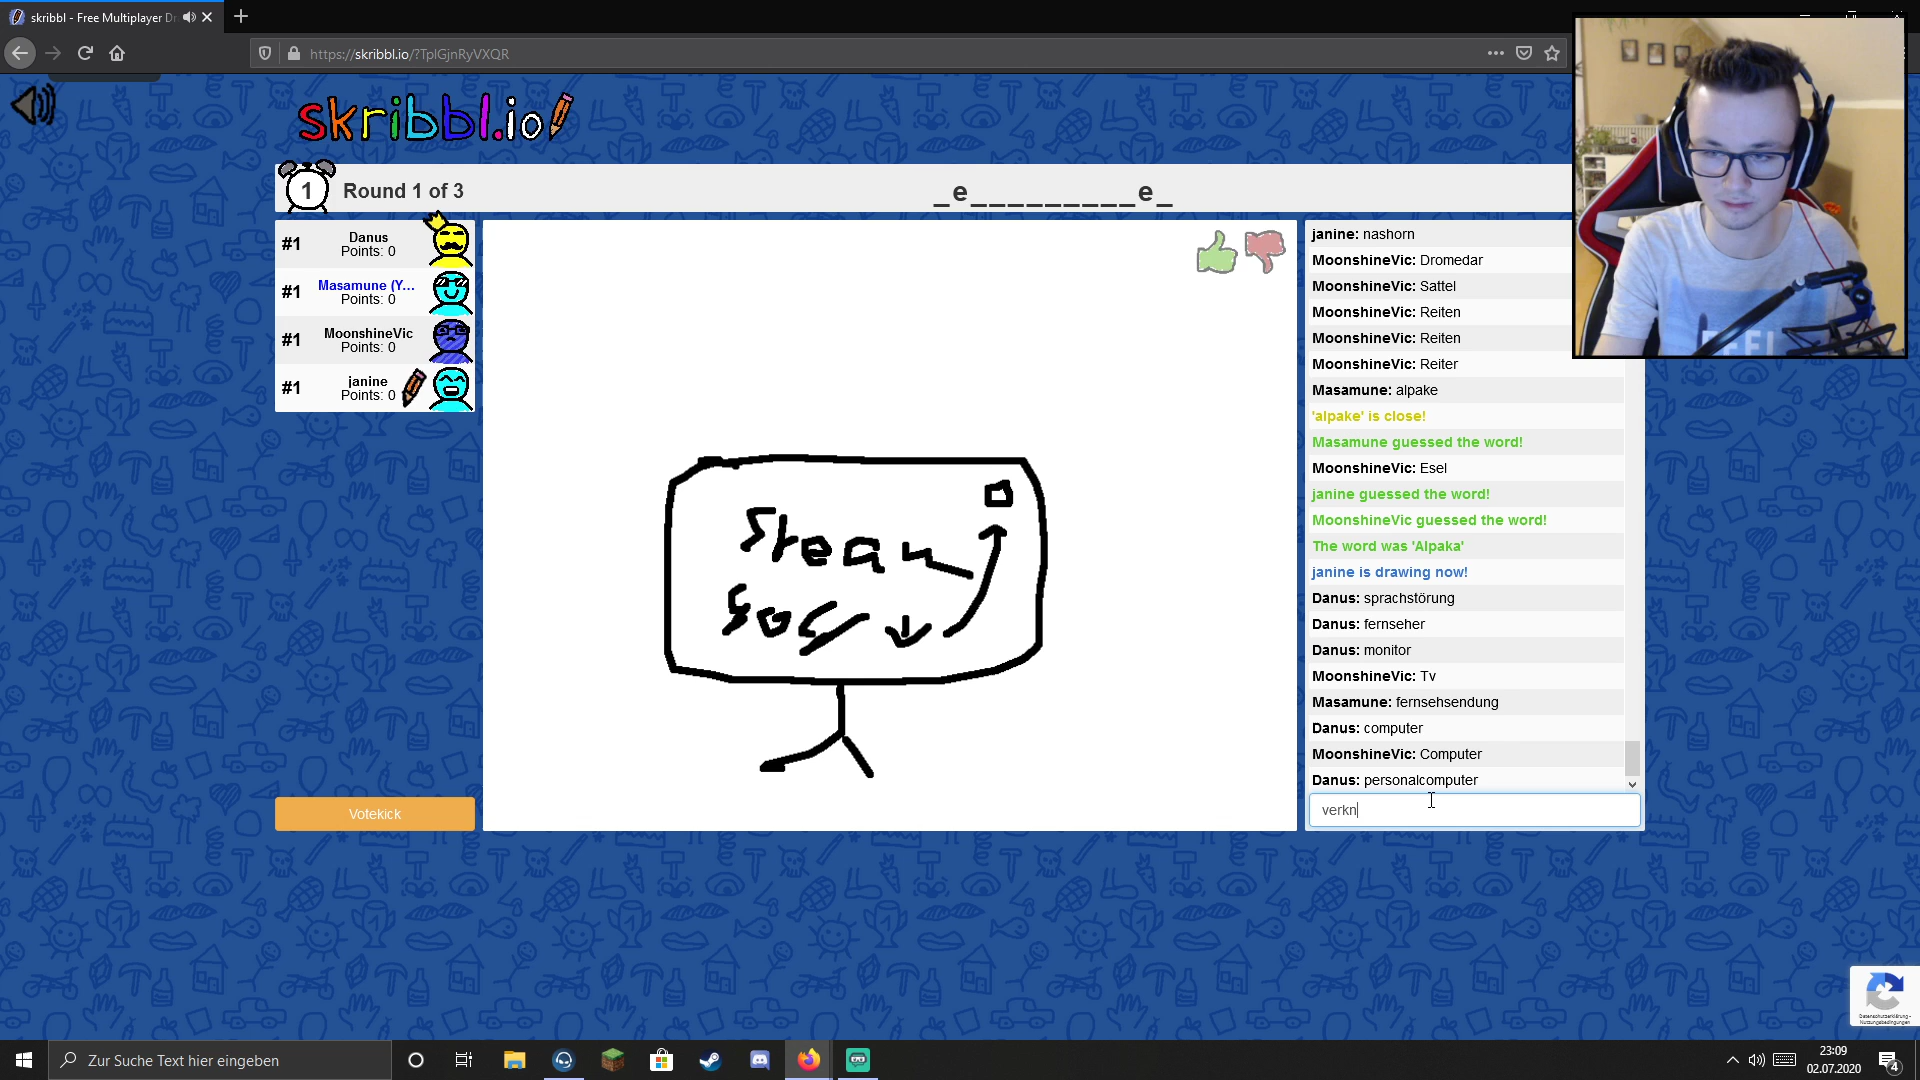 skribbl - Free Multiplayer Dr
https://skribbl.io/?TplGjnRyVXQR
skribbl.io
1
Round 1 of 3
_e_________e_
#1
Danus
Points: 0
#1
Masamune (Y...
Points: 0
#1
MoonshineVic
Points: 0
#1
janine
Points: 0
Votekick
Stean
janine: nashorn
MoonshineVic: Dromedar
MoonshineVic: Sattel
MoonshineVic: Reiten
MoonshineVic: Reiten
MoonshineVic: Reiter
Masamune: alpake
'alpake' is close!
Masamune guessed the word!
MoonshineVic: Esel
janine guessed the word!
MoonshineVic guessed the word!
The word was 'Alpaka'
janine is drawing now!
Danus: sprachstörung
Danus: fernseher
Danus: monitor
MoonshineVic: Tv
Masamune: fernsehsendung
Danus: computer
MoonshineVic: Computer
Danus: personalcomputer
verkn
Datenschutzerklärung -
Nutzungsbedingungen
Zur Suche Text hier eingeben
23:09
02.07.2020
4